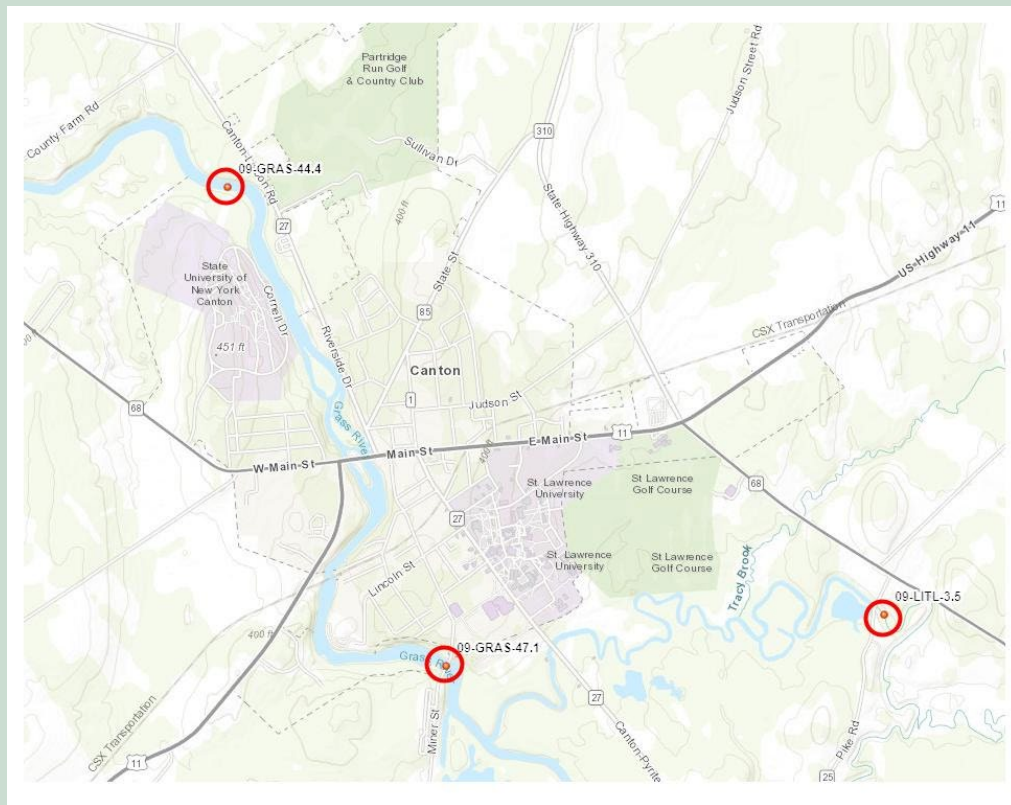 Partridge
Run Golf
& Country Club
Judson Street Rd
County Farm Rd
Sullivan Dr
310
09-GRAS-44.4
11
27
400 ft
State Highway 310
US-Highway-11
State
University of
New York
Canton
Cornell Dr
State St
85
CSX Transportation
451 ft
Riverside Dr
Canton
1
Judson St
68
Grass River
400 ft
E Main St
11
W Main St
Main St
St. Lawrence
University
St Lawrence
Golf Course
68
27
St. Lawrence
University
St Lawrence
Golf Course
Lincoln St
Tracy Brook
09-LITL-3.5
400 ft
09-GRAS-47.1
Grass
27
Miner St
Canton-Pyrite
Pike Rd
CSX Transportation
11
25